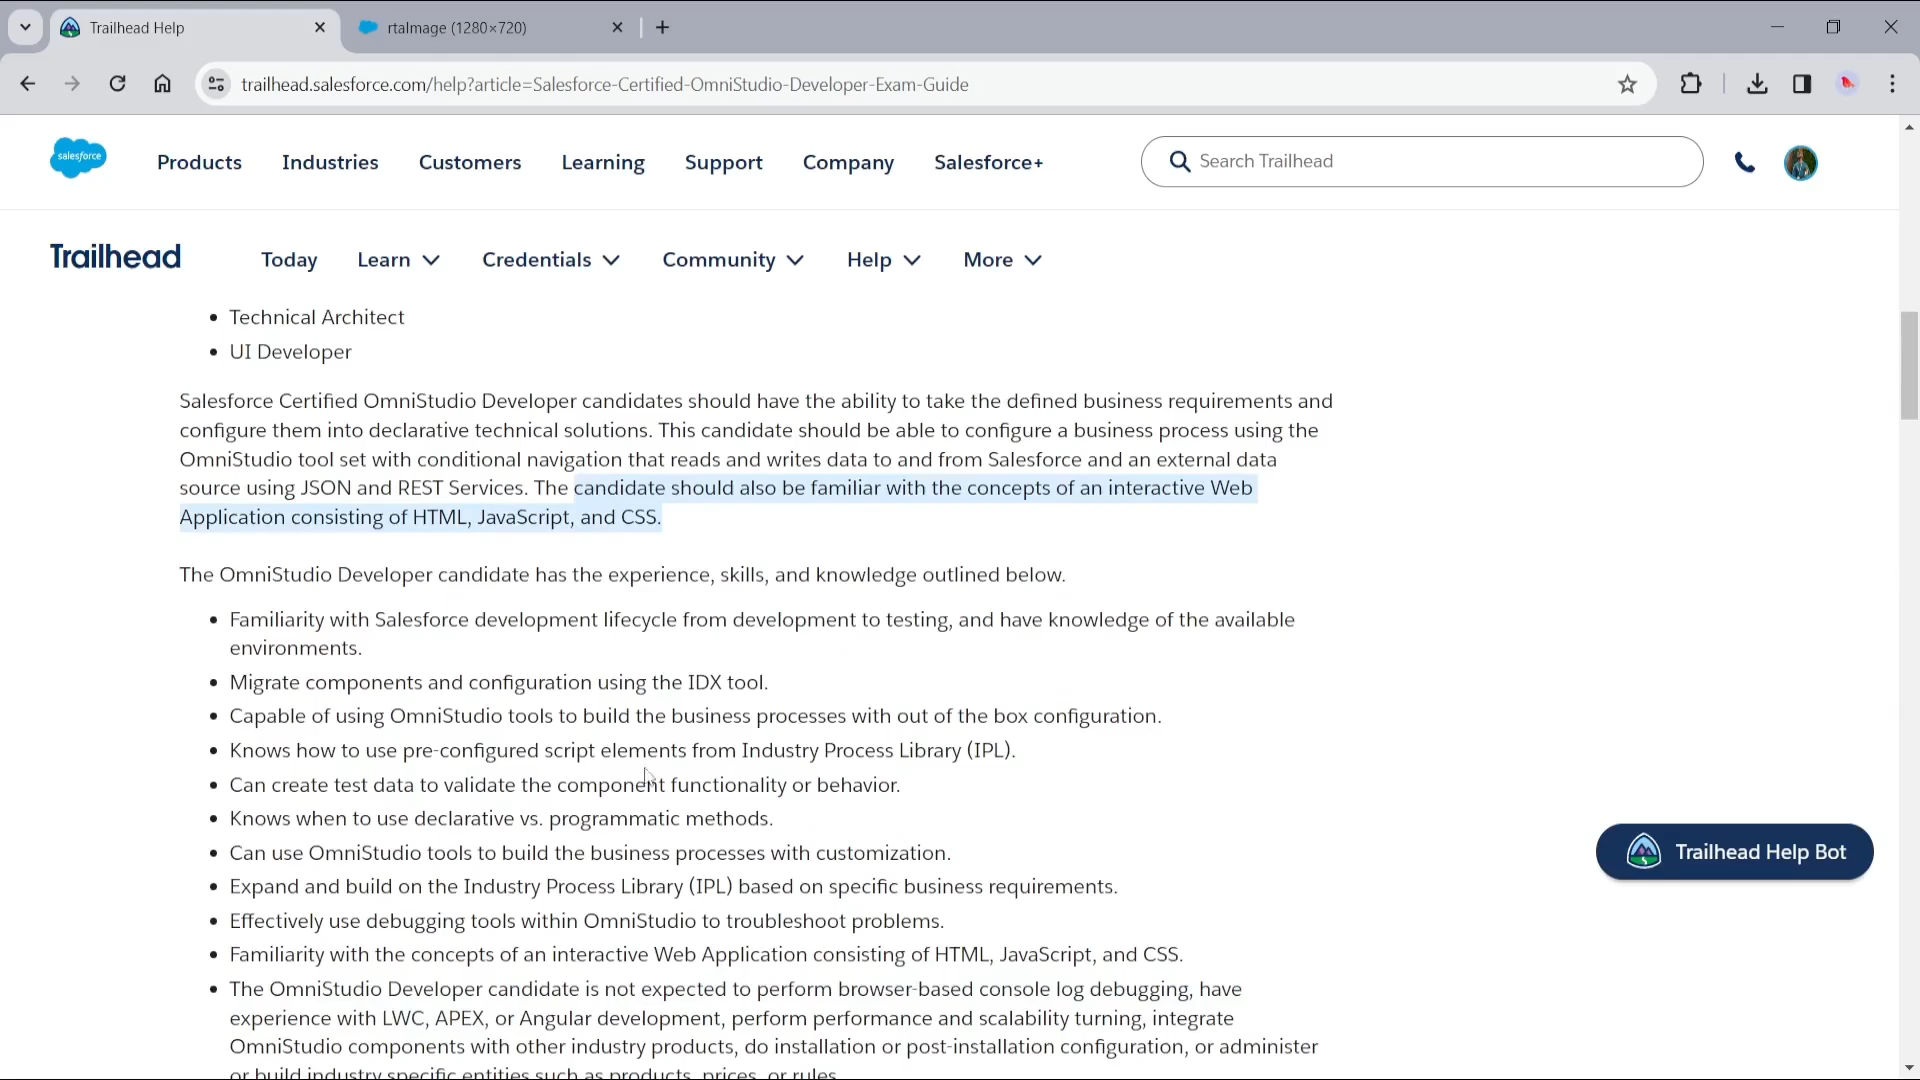 Trailhead Help
rtaImage (1280×720)
trailhead.salesforce.com/help?article=Salesforce-Certified-OmniStudio-Developer-Exam-Guide
salesforce
Products
Industries
Customers
Learning
Support
Company
Salesforce+
Search Trailhead
Trailhead
Today
Learn
Credentials
Community
Help
More
• Technical Architect
• UI Developer
Salesforce Certified OmniStudio Developer candidates should have the ability to take the defined business requirements and
configure them into declarative technical solutions. This candidate should be able to configure a business process using the
OmniStudio tool set with conditional navigation that reads and writes data to and from Salesforce and an external data
source using JSON and REST Services. The candidate should also be familiar with the concepts of an interactive Web
Application consisting of HTML, JavaScript, and CSS.
The OmniStudio Developer candidate has the experience, skills, and knowledge outlined below.
• Familiarity with Salesforce development lifecycle from development to testing, and have knowledge of the available
environments.
• Migrate components and configuration using the IDX tool.
• Capable of using OmniStudio tools to build the business processes with out of the box configuration.
• Knows how to use pre-configured script elements from Industry Process Library (IPL).
• Can create test data to validate the component functionality or behavior.
• Knows when to use declarative vs. programmatic methods.
• Can use OmniStudio tools to build the business processes with customization.
• Expand and build on the Industry Process Library (IPL) based on specific business requirements.
• Effectively use debugging tools within OmniStudio to troubleshoot problems.
• Familiarity with the concepts of an interactive Web Application consisting of HTML, JavaScript, and CSS.
• The OmniStudio Developer candidate is not expected to perform browser-based console log debugging, have
experience with LWC, APEX, or Angular development, perform performance and scalability turning, integrate
OmniStudio components with other industry products, do installation or post-installation configuration, or administer
or build industry specific entities such as products, prices, or rules.
Trailhead Help Bot